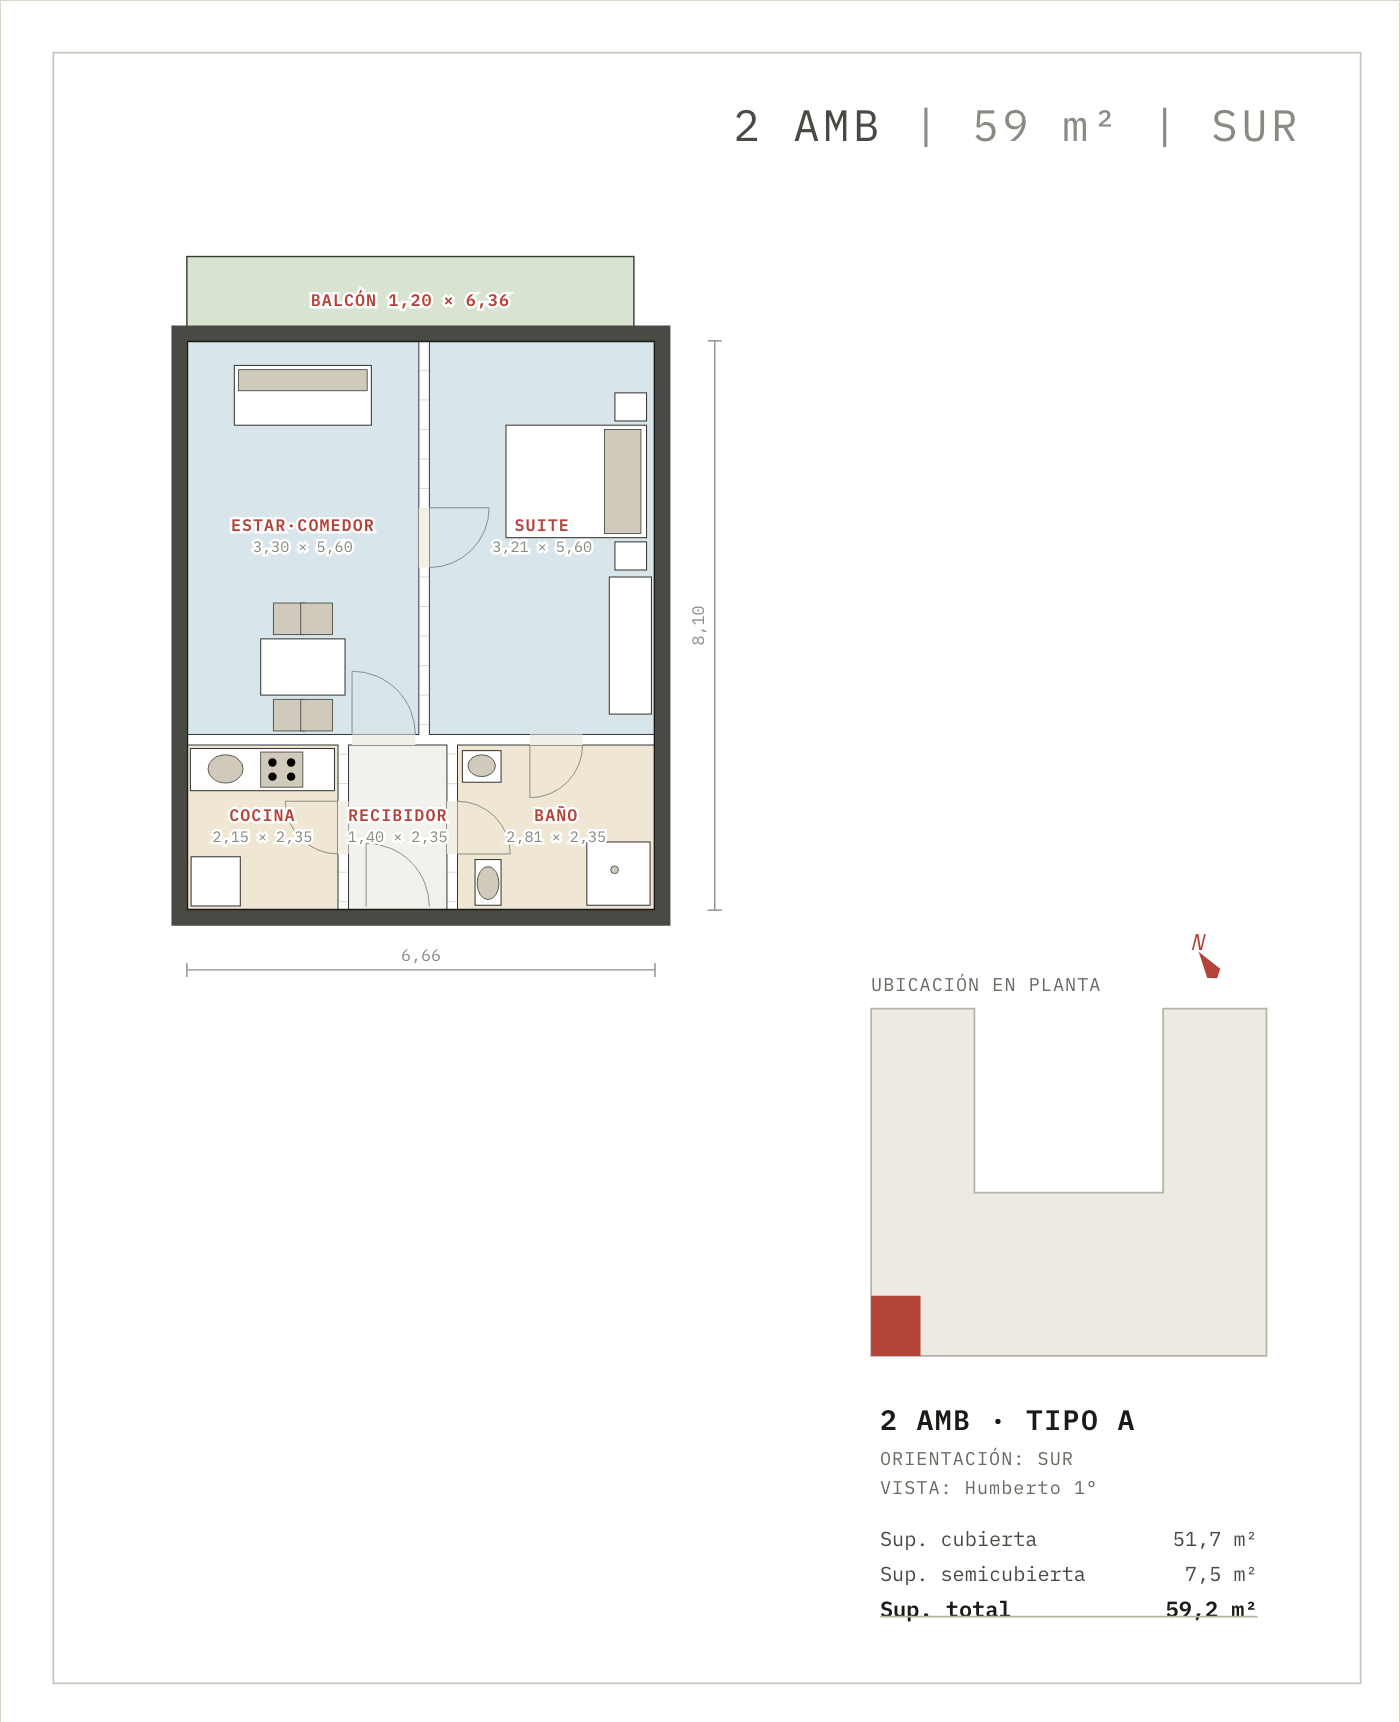 2 AMB | 59 m² | SUR
BALCÓN 1,20 × 6,36
ESTAR·COMEDOR
3,30 × 5,60
SUITE
3,21 × 5,60
8,10
COCINA
2,15 × 2,35
RECIBIDOR
1,40 × 2,35
BAÑO
2,81 × 2,35
6,66
N
UBICACIÓN EN PLANTA
2 AMB · TIPO A
ORIENTACIÓN: SUR
VISTA: Humberto 1°
Sup. cubierta 51,7 m²
Sup. semicubierta 7,5 m²
Sup. total 59,2 m²